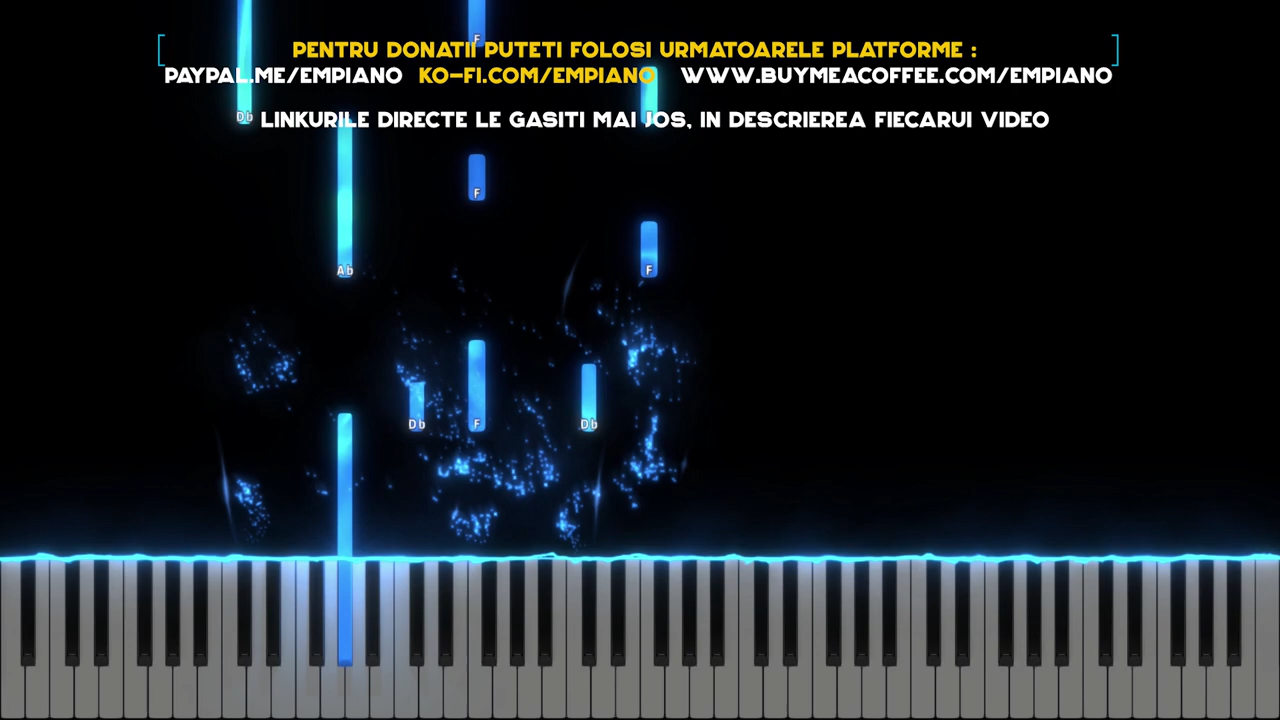 F
PENTRU DONATII PUTETI FOLOSI URMATOARELE PLATFORME :
PAYPAL.ME/EMPIANO KO-FI.COM/EMPIANO WWW.BUYMEACOFFEE.COM/EMPIANO
Db
LINKURILE DIRECTE LE GASITI MAI JOS, IN DESCRIEREA FIECARUI VIDEO
F
Ab F
Db F Db